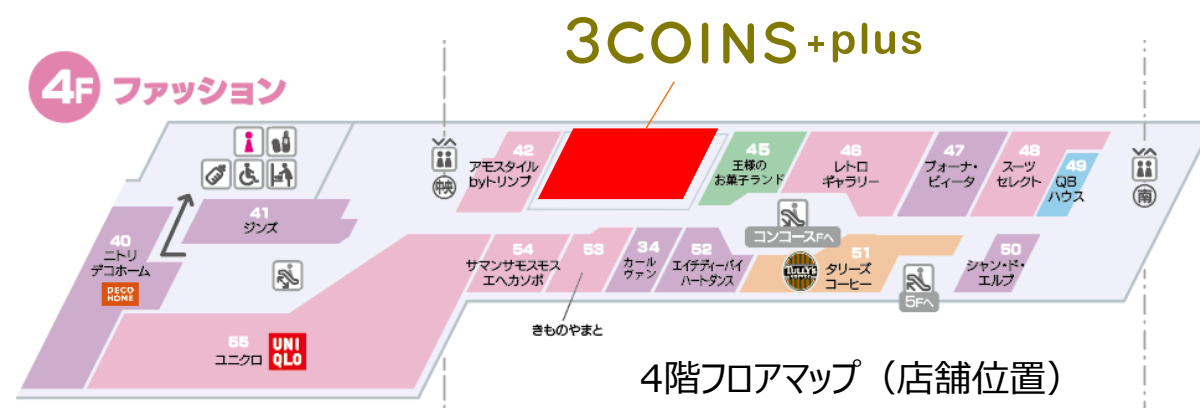 3COINS +plus
4F ファッション
42
アモスタイル
byトリンプ
45
王様の
お菓子ランド
46
レトロ
ギャラリー
47
ブォーナ・
ビィータ
48
スーツ
セレクト
49
QB
ハウス
中央
南
41
ジンズ
40
ニトリ
デコホーム
DECO
HOME
コンコースFへ
54
サマンサモスモス
エヘカソポ
53
34
カール
ヴァン
52
エイチディーパイ
ハートダンス
51
TULLY'S
COFFEE
タリーズ
コーヒー
50
シャン・ド・
エルブ
5Fへ
きものやまと
55
ユニクロ
UNI
QLO
4階フロアマップ（店舗位置）